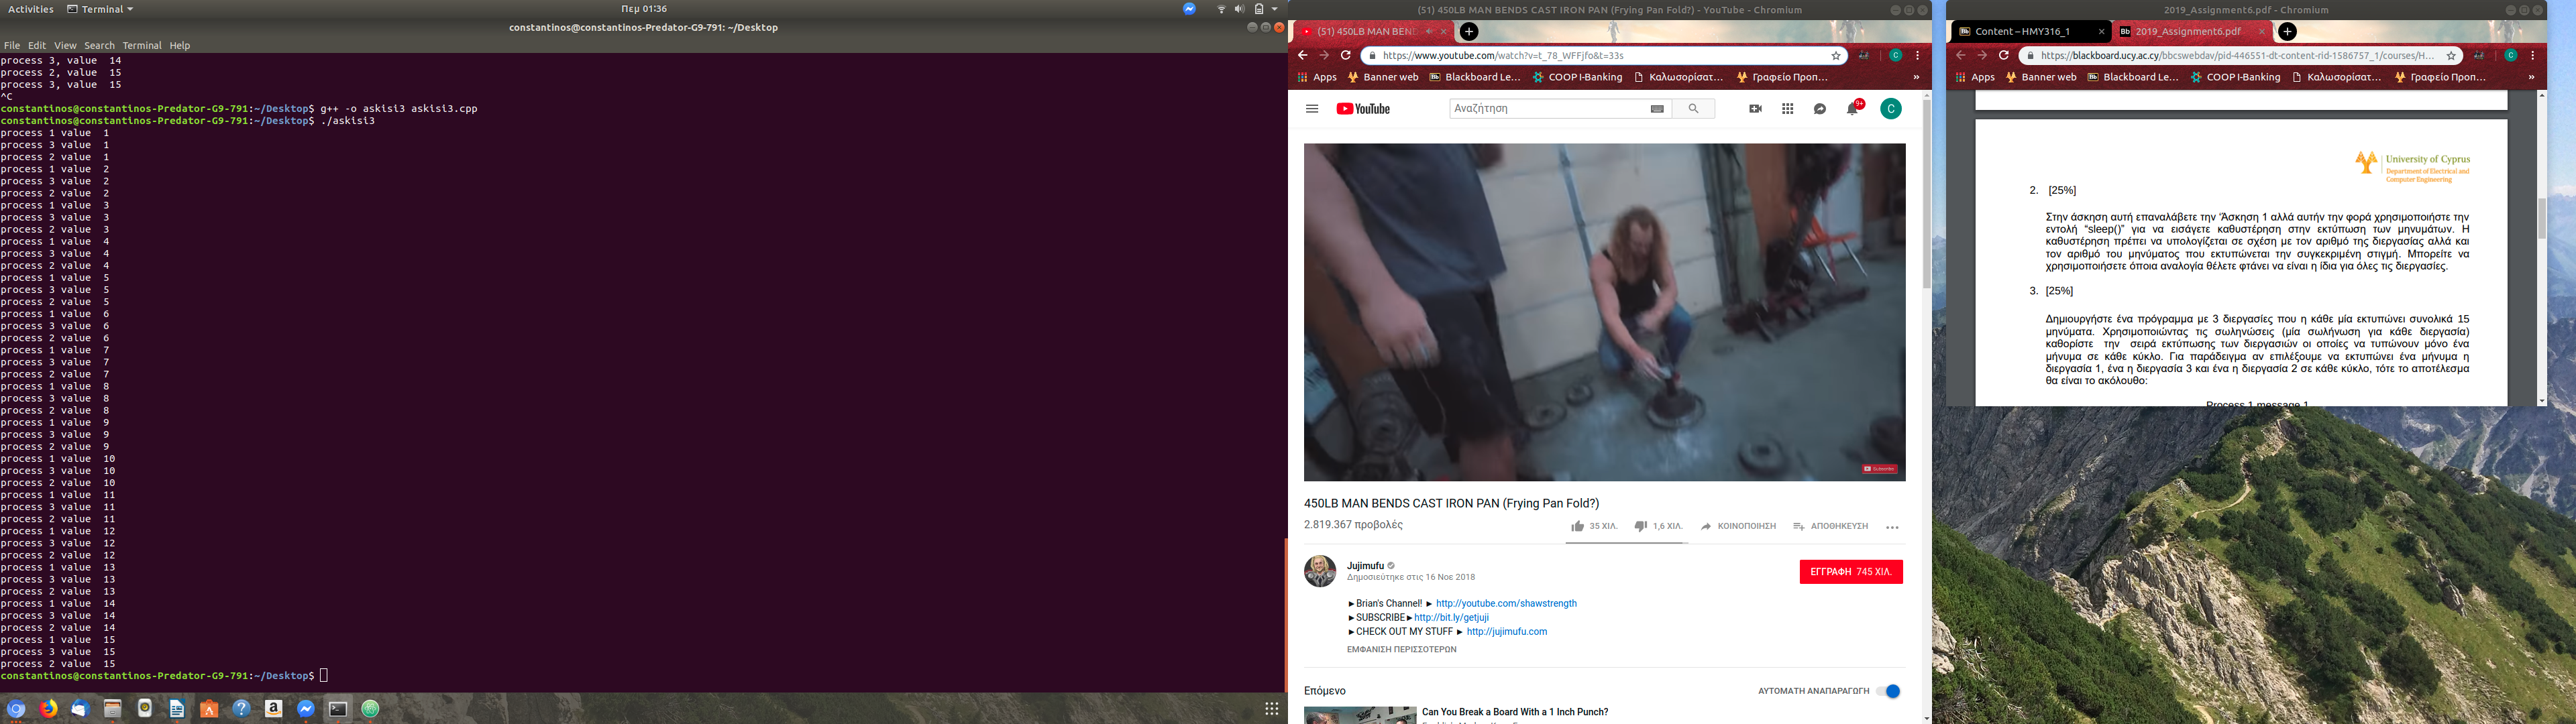 Activities
Terminal
Πεμ 01:36
constantinos@constantinos-Predator-G9-791: ~/Desktop
File Edit View Search Terminal Help
process 3, value 14
process 2, value 15
process 3, value 15
^C
constantinos@constantinos-Predator-G9-791:~/Desktop$ g++ -o askisi3 askisi3.cpp
constantinos@constantinos-Predator-G9-791:~/Desktop$ ./askisi3
process 1 value 1
process 3 value 1
process 2 value 1
process 1 value 2
process 3 value 2
process 2 value 2
process 1 value 3
process 3 value 3
process 2 value 3
process 1 value 4
process 3 value 4
process 2 value 4
process 1 value 5
process 3 value 5
process 2 value 5
process 1 value 6
process 3 value 6
process 2 value 6
process 1 value 7
process 3 value 7
process 2 value 7
process 1 value 8
process 3 value 8
process 2 value 8
process 1 value 9
process 3 value 9
process 2 value 9
process 1 value 10
process 3 value 10
process 2 value 10
process 1 value 11
process 3 value 11
process 2 value 11
process 1 value 12
process 3 value 12
process 2 value 12
process 1 value 13
process 3 value 13
process 2 value 13
process 1 value 14
process 3 value 14
process 2 value 14
process 1 value 15
process 3 value 15
process 2 value 15
constantinos@constantinos-Predator-G9-791:~/Desktop$
(51) 450LB MAN BENDS CAST IRON PAN (Frying Pan Fold?) - YouTube - Chromium
(51) 450LB MAN BEN
https://www.youtube.com/watch?v=t_78_WFFjfo&t=33s
Apps Banner web Blackboard Le... COOP I-Banking Καλωσορίσατ... Γραφείο Προπ... »
YouTube
Αναζήτηση
9+
C
Subscribe
450LB MAN BENDS CAST IRON PAN (Frying Pan Fold?)
2.819.367 προβολές
35 ΧΙΛ. 1,6 ΧΙΛ. ΚΟΙΝΟΠΟΙΗΣΗ ΑΠΟΘΗΚΕΥΣΗ
Jujimufu
Δημοσιεύτηκε στις 16 Νοε 2018
ΕΓΓΡΑΦΗ 745 ΧΙΛ.
►Brian's Channel! ► http://youtube.com/shawstrength
►SUBSCRIBE►http://bit.ly/getjuji
►CHECK OUT MY STUFF ► http://jujimufu.com
ΕΜΦΑΝΙΣΗ ΠΕΡΙΣΣΟΤΕΡΩΝ
Επόμενο
ΑΥΤΟΜΑΤΗ ΑΝΑΠΑΡΑΓΩΓΗ
Can You Break a Board With a 1 Inch Punch?
2019_Assignment6.pdf - Chromium
Content – HMY316_1
2019_Assignment6.pdf
https://blackboard.ucy.ac.cy/bbcswebdav/pid-446551-dt-content-rid-1586757_1/courses/H...
Apps Banner web Blackboard Le... COOP I-Banking Καλωσορίσατ... Γραφείο Προπ... »
University of Cyprus
Department of Electrical and
Computer Engineering
2. [25%]
Στην άσκηση αυτή επαναλάβετε την 'Άσκηση 1 αλλά αυτήν την φορά χρησιμοποιήστε την
εντολή “sleep()” για να εισάγετε καθυστέρηση στην εκτύπωση των μηνυμάτων. Η
καθυστέρηση πρέπει να υπολογίζεται σε σχέση με τον αριθμό της διεργασίας αλλά και
τον αριθμό του μηνύματος που εκτυπώνεται την συγκεκριμένη στιγμή. Μπορείτε να
χρησιμοποιήσετε όποια αναλογία θέλετε φτάνει να είναι η ίδια για όλες τις διεργασίες.
3. [25%]
Δημιουργήστε ένα πρόγραμμα με 3 διεργασίες που η κάθε μία εκτυπώνει συνολικά 15
μηνύματα. Χρησιμοποιώντας τις σωληνώσεις (μία σωλήνωση για κάθε διεργασία)
καθορίστε την σειρά εκτύπωσης των διεργασιών οι οποίες να τυπώνουν μόνο ένα
μήνυμα σε κάθε κύκλο. Για παράδειγμα αν επιλέξουμε να εκτυπώνει ένα μήνυμα η
διεργασία 1, ένα η διεργασία 3 και ένα η διεργασία 2 σε κάθε κύκλο, τότε το αποτέλεσμα
θα είναι το ακόλουθο:
Process 1 message 1